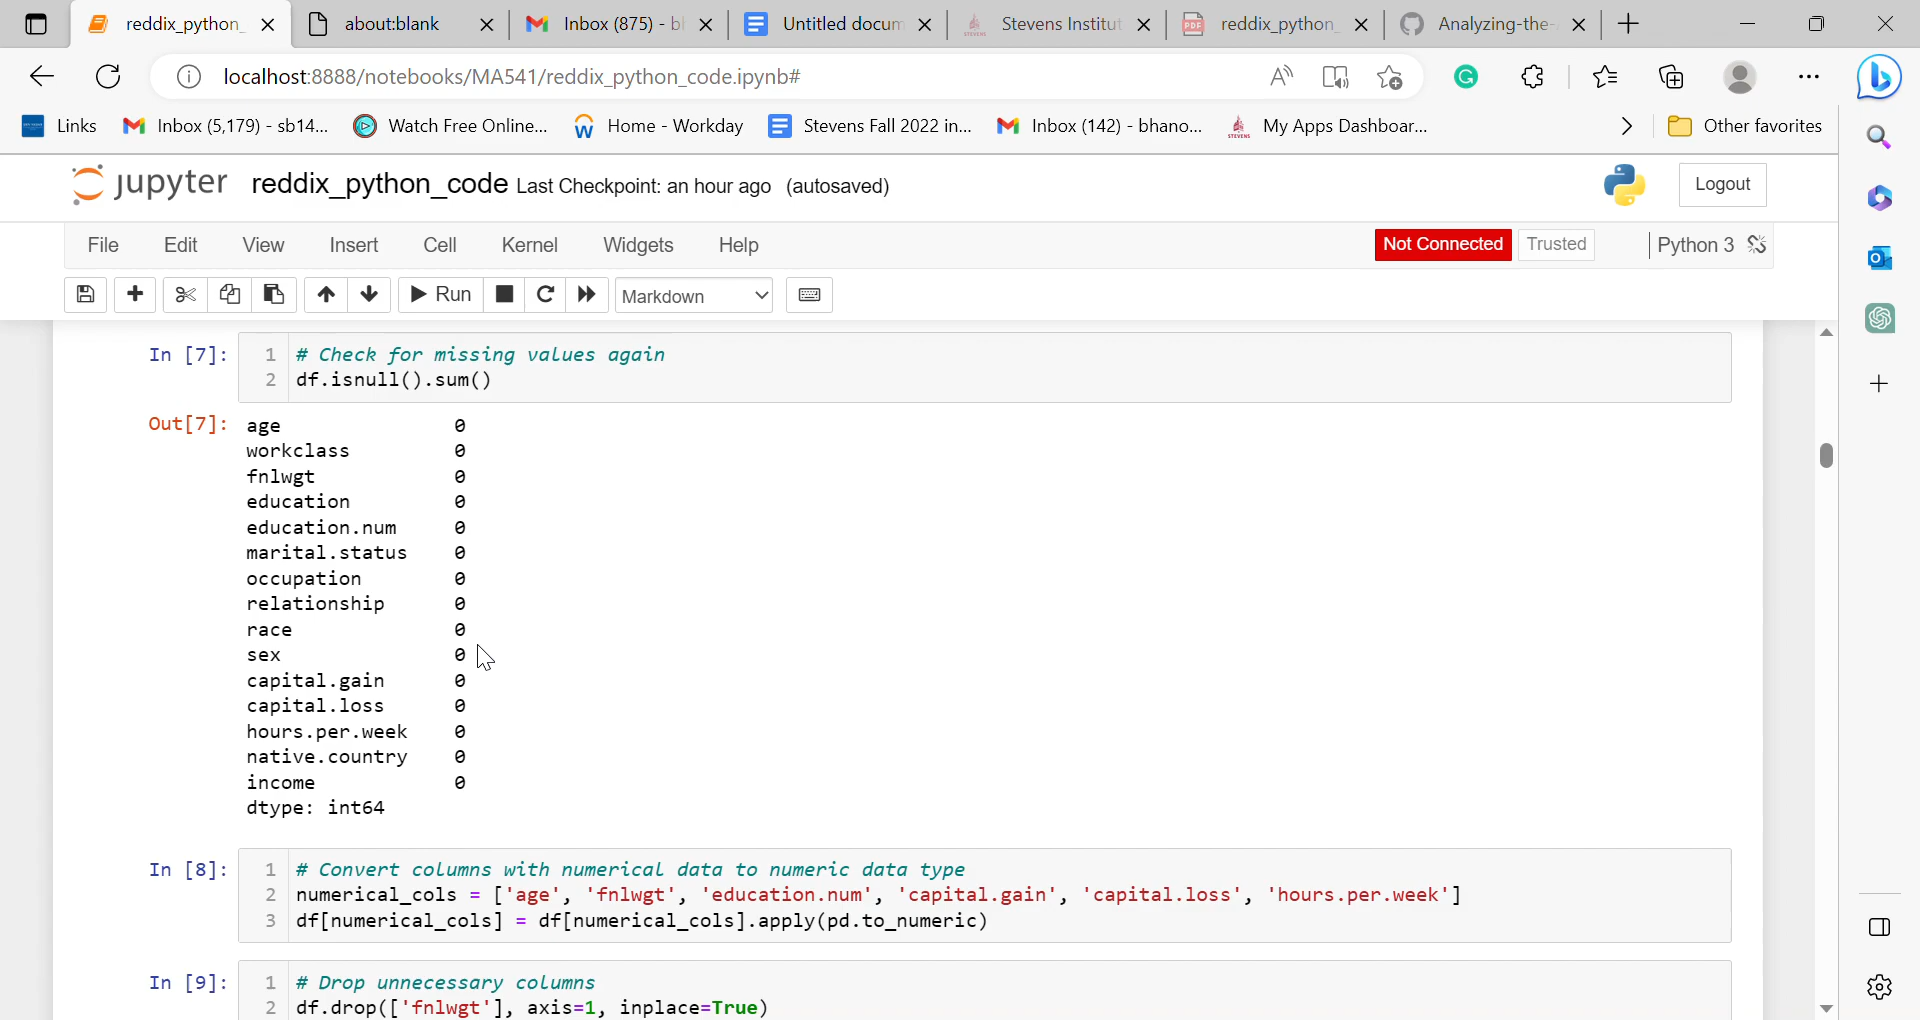 reddix_python_
about:blank
Inbox (875) - bl
Untitled docum
Stevens Institut
reddix_python_
Analyzing-the-
localhost:8888/notebooks/MA541/reddix_python_code.ipynb#
Links
Inbox (5,179) - sb14...
Watch Free Online...
Home - Workday
Stevens Fall 2022 in...
Inbox (142) - bhano...
My Apps Dashboar...
Other favorites
jupyter reddix_python_code Last Checkpoint: an hour ago (autosaved)
Logout
File Edit View Insert Cell Kernel Widgets Help
Not Connected Trusted Python 3
Run Markdown
In [7]: 1 # Check for missing values again
2 df.isnull().sum()
Out[7]: age 0
workclass 0
fnlwgt 0
education 0
education.num 0
marital.status 0
occupation 0
relationship 0
race 0
sex 0
capital.gain 0
capital.loss 0
hours.per.week 0
native.country 0
income 0
dtype: int64
In [8]: 1 # Convert columns with numerical data to numeric data type
2 numerical_cols = ['age', 'fnlwgt', 'education.num', 'capital.gain', 'capital.loss', 'hours.per.week']
3 df[numerical_cols] = df[numerical_cols].apply(pd.to_numeric)
In [9]: 1 # Drop unnecessary columns
2 df.drop(['fnlwgt'], axis=1, inplace=True)